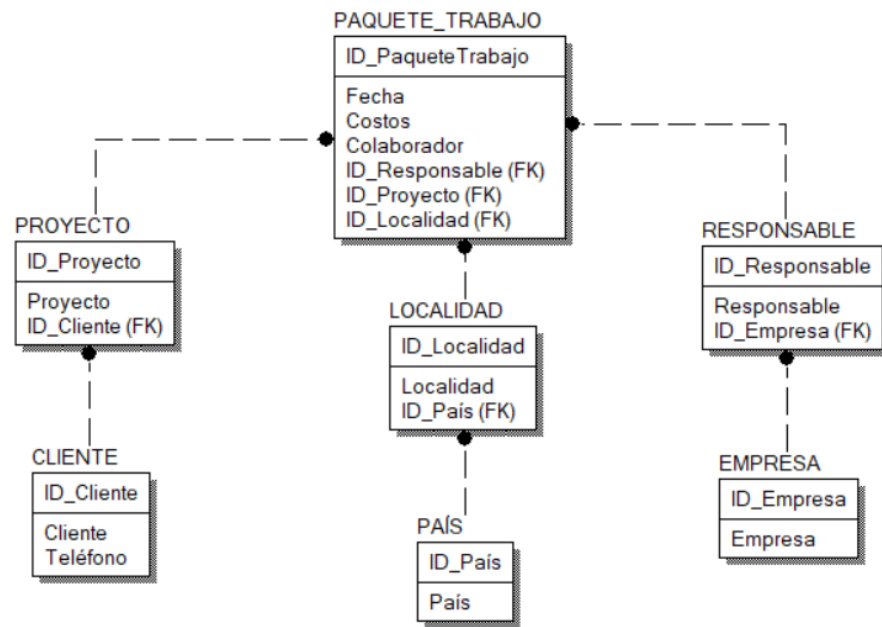 PAQUETE_TRABAJO
ID_PaqueteTrabajo
Fecha
Costos
Colaborador
ID_Responsable (FK)
ID_Proyecto (FK)
ID_Localidad (FK)
PROYECTO
ID_Proyecto
Proyecto
ID_Cliente (FK)
LOCALIDAD
ID_Localidad
Localidad
ID_País (FK)
RESPONSABLE
ID_Responsable
Responsable
ID_Empresa (FK)
CLIENTE
ID_Cliente
Cliente
Teléfono
PAÍS
ID_País
País
EMPRESA
ID_Empresa
Empresa